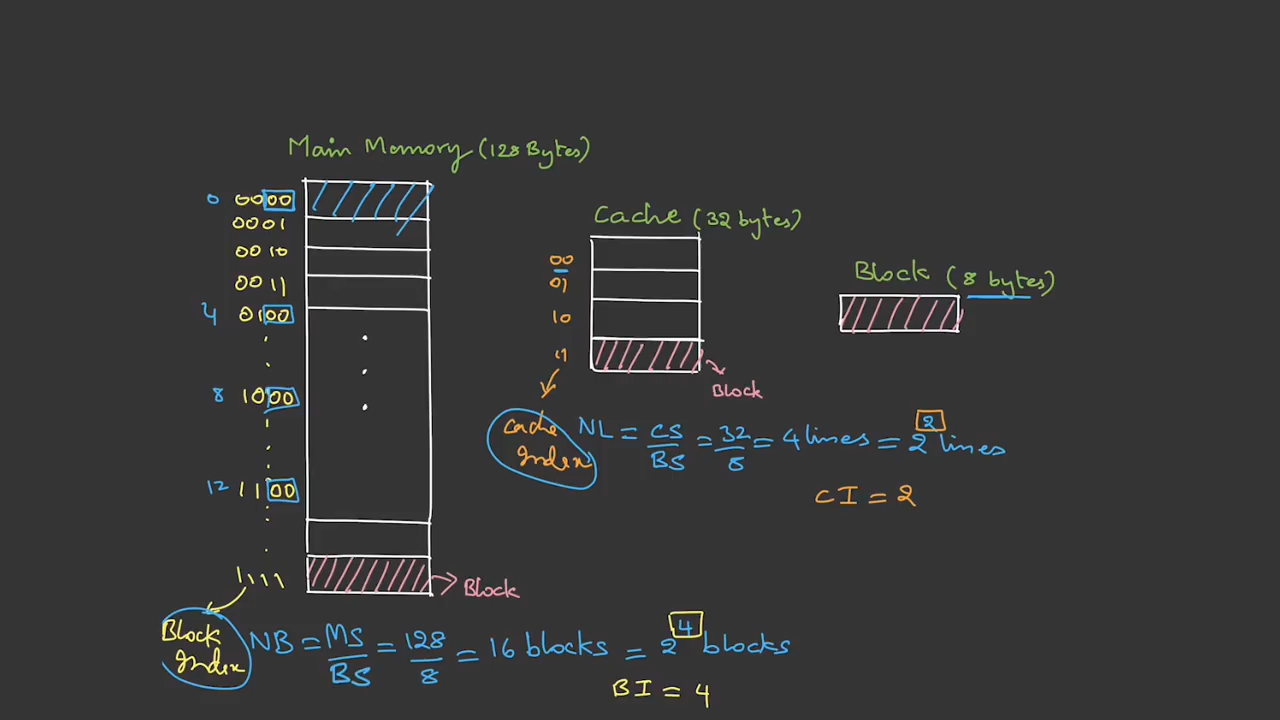 Main Memory (128 Bytes)
0 0000
0001
0010
0011
4 0100
8 1000
12 1100
1111
Block
Cache (32 bytes)
00
01
10
11
Block
Block (8 bytes)
Cache Index
NL = CS/BS = 32/8 = 4 lines = 2^2 lines
CI = 2
Block Index
NB = MS/BS = 128/8 = 16 blocks = 2^4 blocks
BI = 4